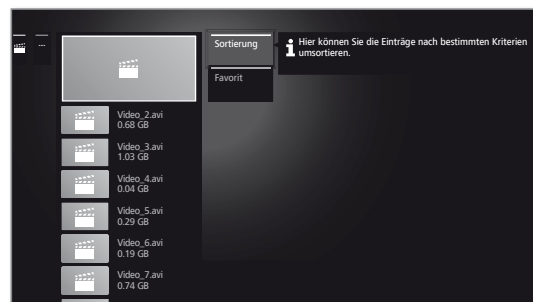 ...
Sortierung
Hier können Sie die Einträge nach bestimmten Kriterien
umsortieren.
Favorit
Video_2.avi
0.68 GB
Video_3.avi
1.03 GB
Video_4.avi
0.04 GB
Video_5.avi
0.29 GB
Video_6.avi
0.19 GB
Video_7.avi
0.74 GB